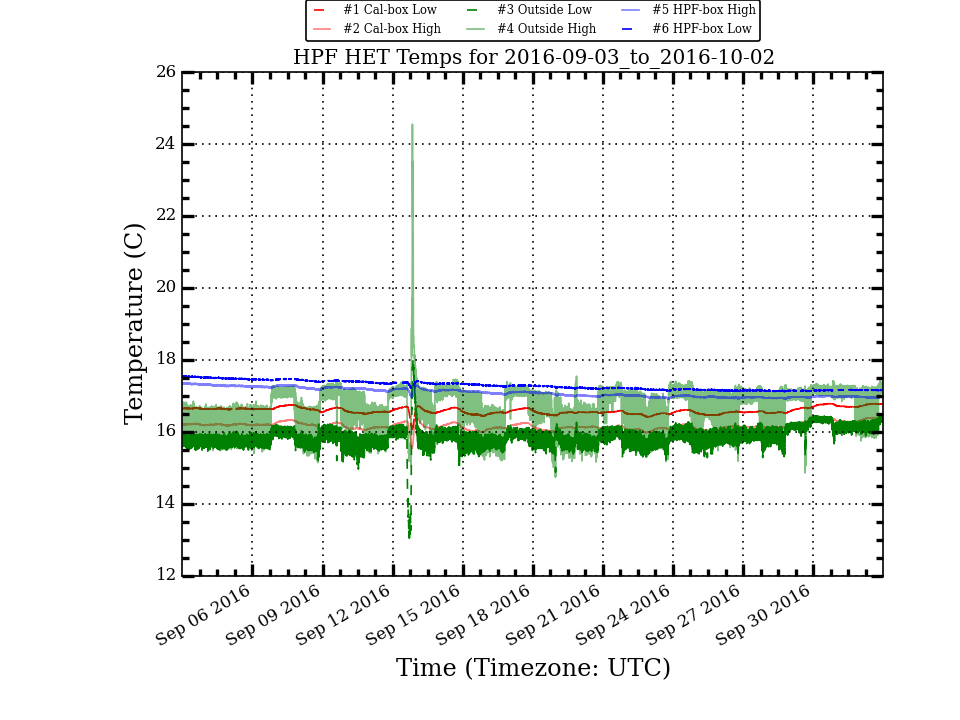 #1 Cal-box Low #3 Outside Low #5 HPF-box High
#2 Cal-box High #4 Outside High #6 HPF-box Low
HPF HET Temps for 2016-09-03_to_2016-10-02
26
24
22
20
18
16
14
12
Temperature (C)
Sep 06 2016
Sep 09 2016
Sep 12 2016
Sep 15 2016
Sep 18 2016
Sep 21 2016
Sep 24 2016
Sep 27 2016
Sep 30 2016
Time (Timezone: UTC)